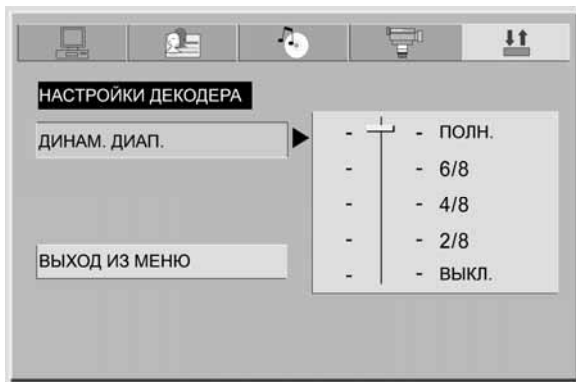 НАСТРОЙКИ ДЕКОДЕРА
ДИНАМ. ДИАП.
- - ПОЛН.
- - 6/8
- - 4/8
- - 2/8
- - ВЫКЛ.
ВЫХОД ИЗ МЕНЮ